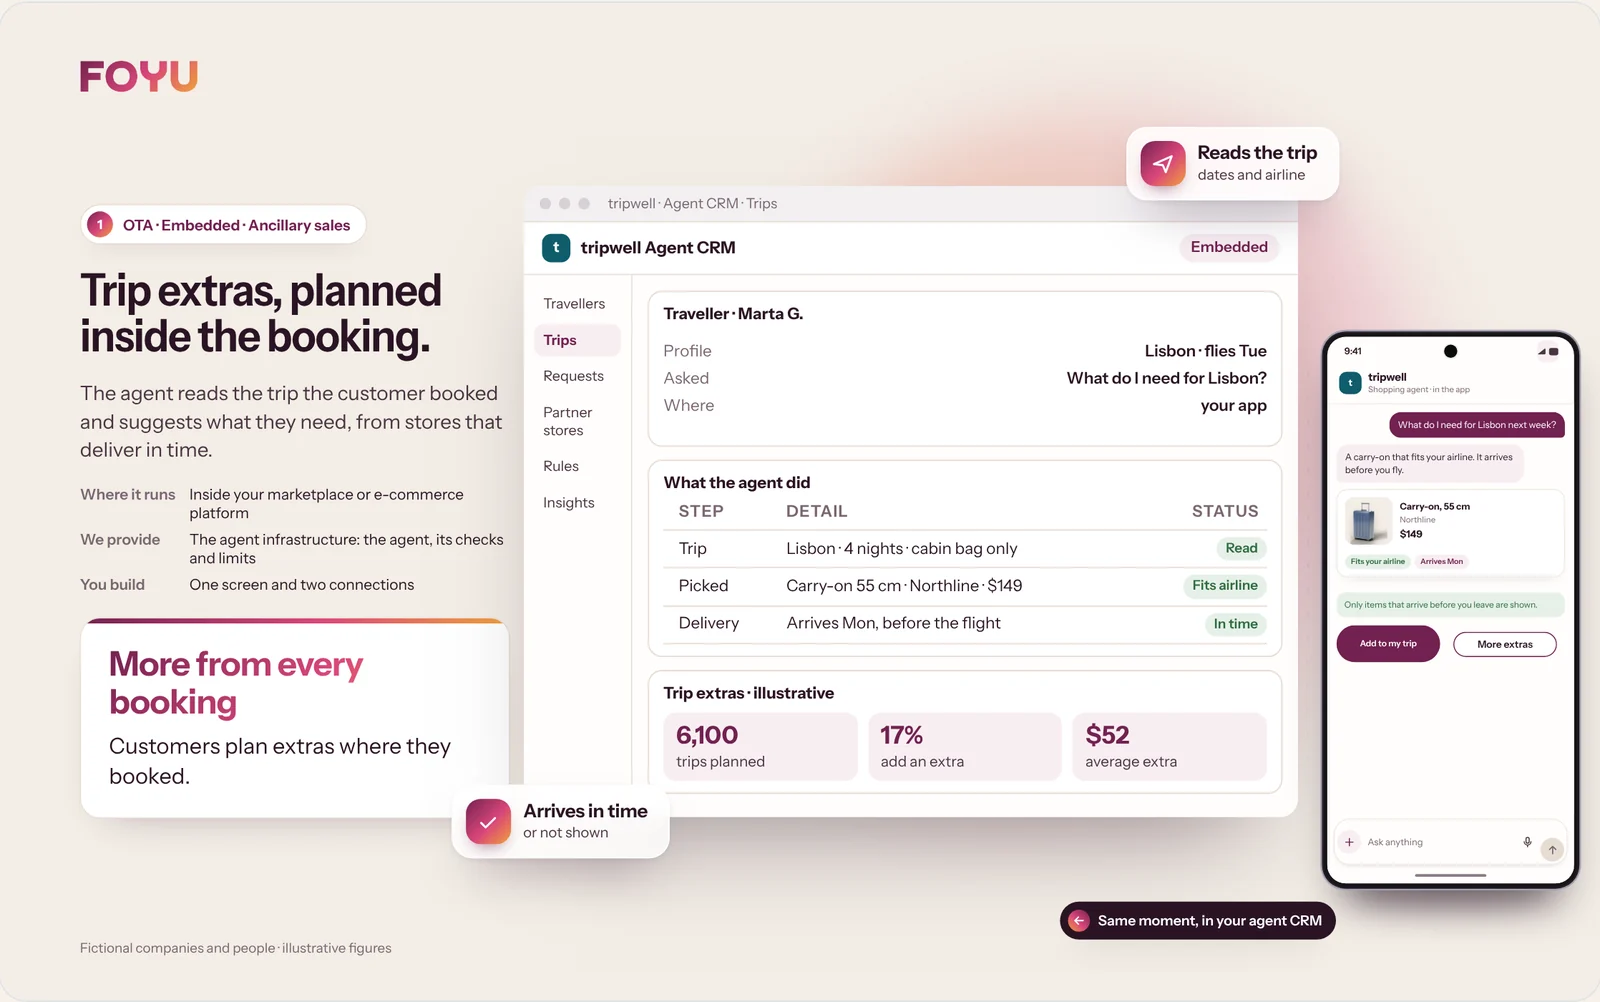 FOYU
1 OTA · Embedded · Ancillary sales
Trip extras, planned
inside the booking.
The agent reads the trip the customer booked
and suggests what they need, from stores that
deliver in time.
Where it runs Inside your marketplace or e-commerce
platform
We provide The agent infrastructure: the agent, its checks
and limits
You build One screen and two connections
More from every
booking
Customers plan extras where they
booked.
Arrives in time
or not shown
Fictional companies and people · illustrative figures
tripwell · Agent CRM · Trips
t tripwell Agent CRM
Embedded
Reads the trip
dates and airline
Travellers
Trips
Requests
Partner
stores
Rules
Insights
Traveller · Marta G.
Profile Lisbon · flies Tue
Asked What do I need for Lisbon?
Where your app
What the agent did
STEP DETAIL STATUS
Trip Lisbon · 4 nights · cabin bag only Read
Picked Carry-on 55 cm · Northline · $149 Fits airline
Delivery Arrives Mon, before the flight In time
Trip extras · illustrative
6,100 17% $52
trips planned add an extra average extra
9:41
t tripwell
Shopping agent · in the app
What do I need for Lisbon next week?
A carry-on that fits your airline. It arrives
before you fly.
Carry-on, 55 cm
Northline
$149
Fits your airline Arrives Mon
Only items that arrive before you leave are shown.
Add to my trip More extras
Ask anything
Same moment, in your agent CRM